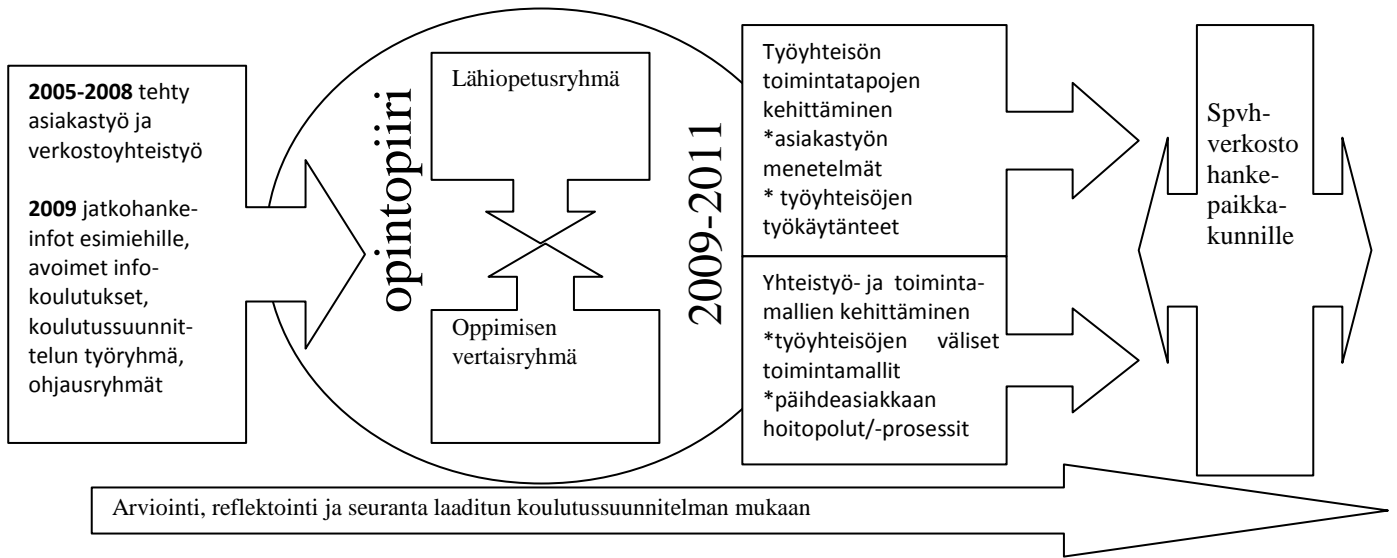 2005-2008 tehty
asiakastyö ja
verkostoyhteistyö
2009 jatkohanke-
infot esimiehille,
avoimet info-
koulutukset,
koulutussuunnit-
telun työryhmä,
ohjausryhmät
opintopiiri
Lähiopetusryhmä
Oppimisen
vertaisryhmä
2009-2011
Työyhteisön
toimintatapojen
kehittäminen
*asiakastyön
menetelmät
* työyhteisöjen
työkäytänteet
Yhteistyö- ja toiminta-
mallien kehittäminen
*työyhteisöjen väliset
toimintamallit
*päihdeasiakkaan
hoitopolut/-prosessit
Spvh-
verkosto
hanke-
paikka-
kunnille
Arviointi, reflektointi ja seuranta laaditun koulutussuunnitelman mukaan